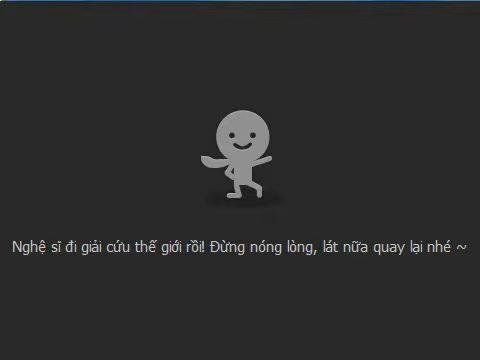 Nghệ sĩ đi giải cứu thế giới rồi! Đừng nóng lòng, lát nữa quay lại nhé ~